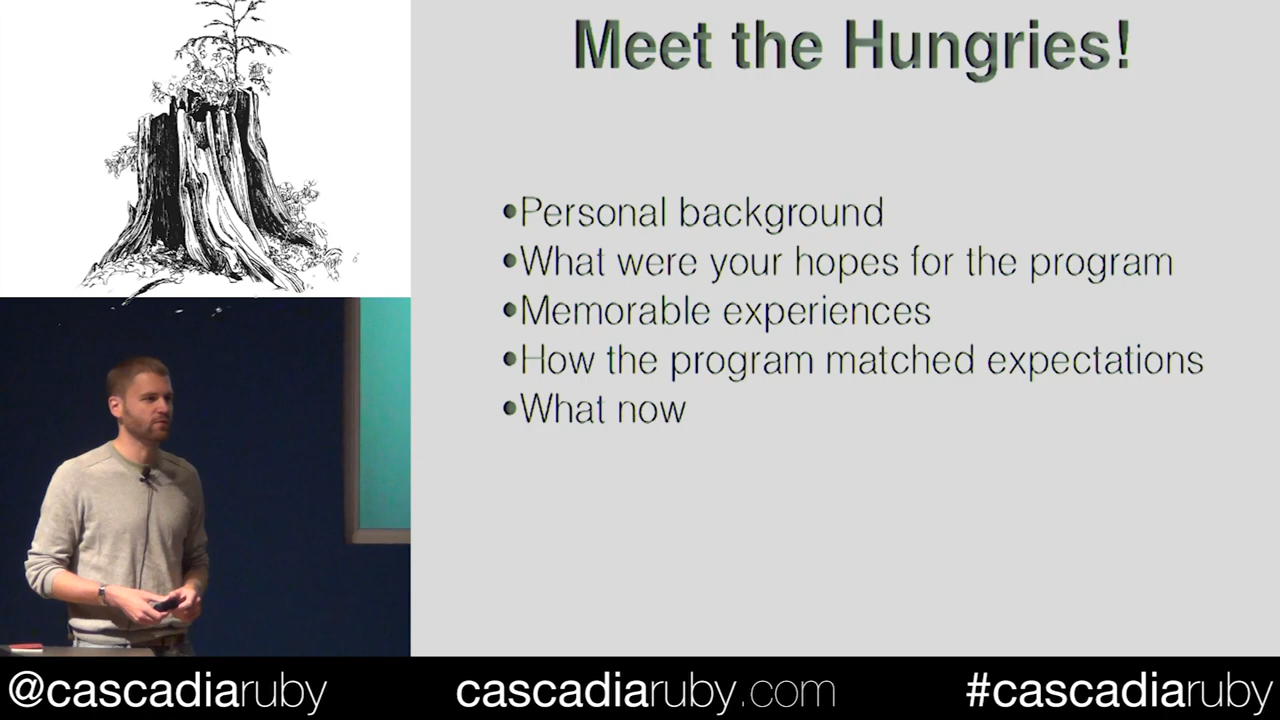 Meet the Hungries!
•Personal background
•What were your hopes for the program
•Memorable experiences
•How the program matched expectations
•What now
@cascadiaruby
cascadiaruby.com
#cascadiaruby